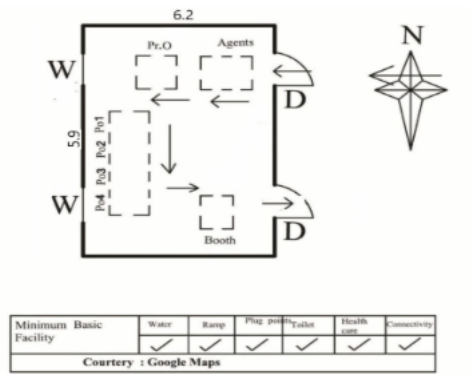 6.2
N
Pr.O
Agents
W
D
5.9
Po1
Po2
Po3
Po4
W
D
Booth
Minimum Basic Facility
Water
Ramp
Plug points
Toilet
Health care
Connectivity
Courtery : Google Maps